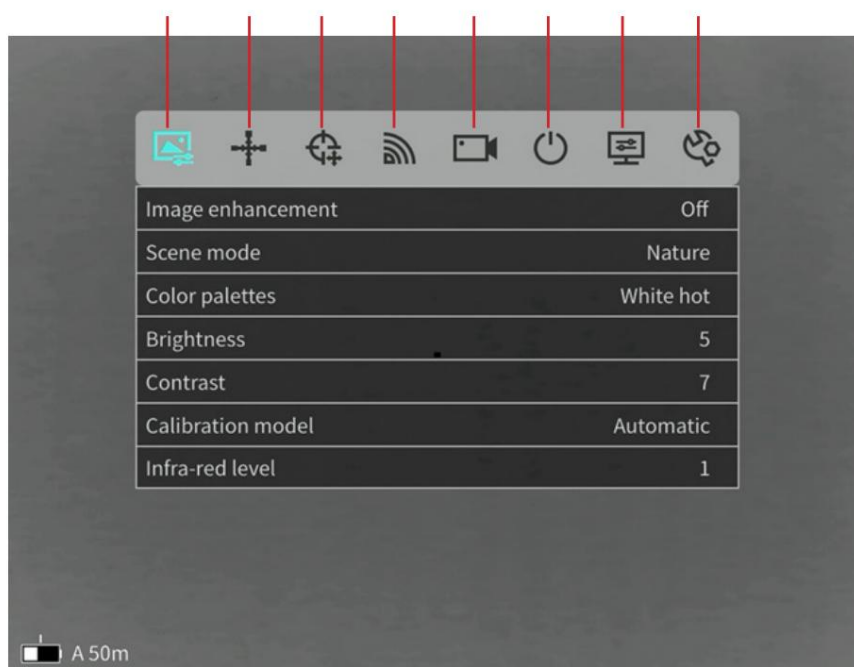 Image enhancement Off
Scene mode Nature
Color palettes White hot
Brightness 5
Contrast 7
Calibration model Automatic
Infra-red level 1
A 50m